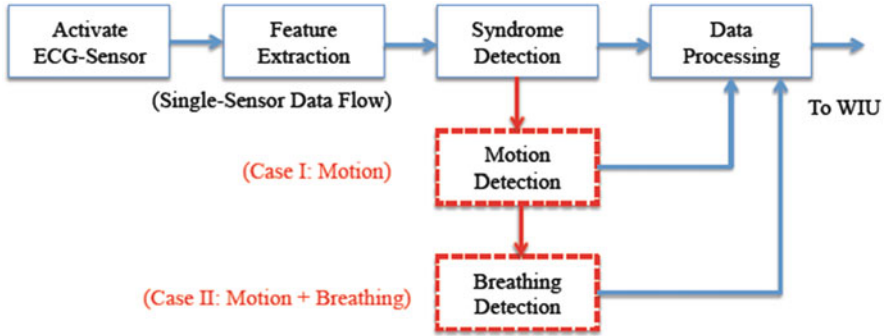 Activate
ECG-Sensor
Feature
Extraction
Syndrome
Detection
Data
Processing
(Single-Sensor Data Flow)
To WIU
(Case I: Motion)
Motion
Detection
(Case II: Motion + Breathing)
Breathing
Detection